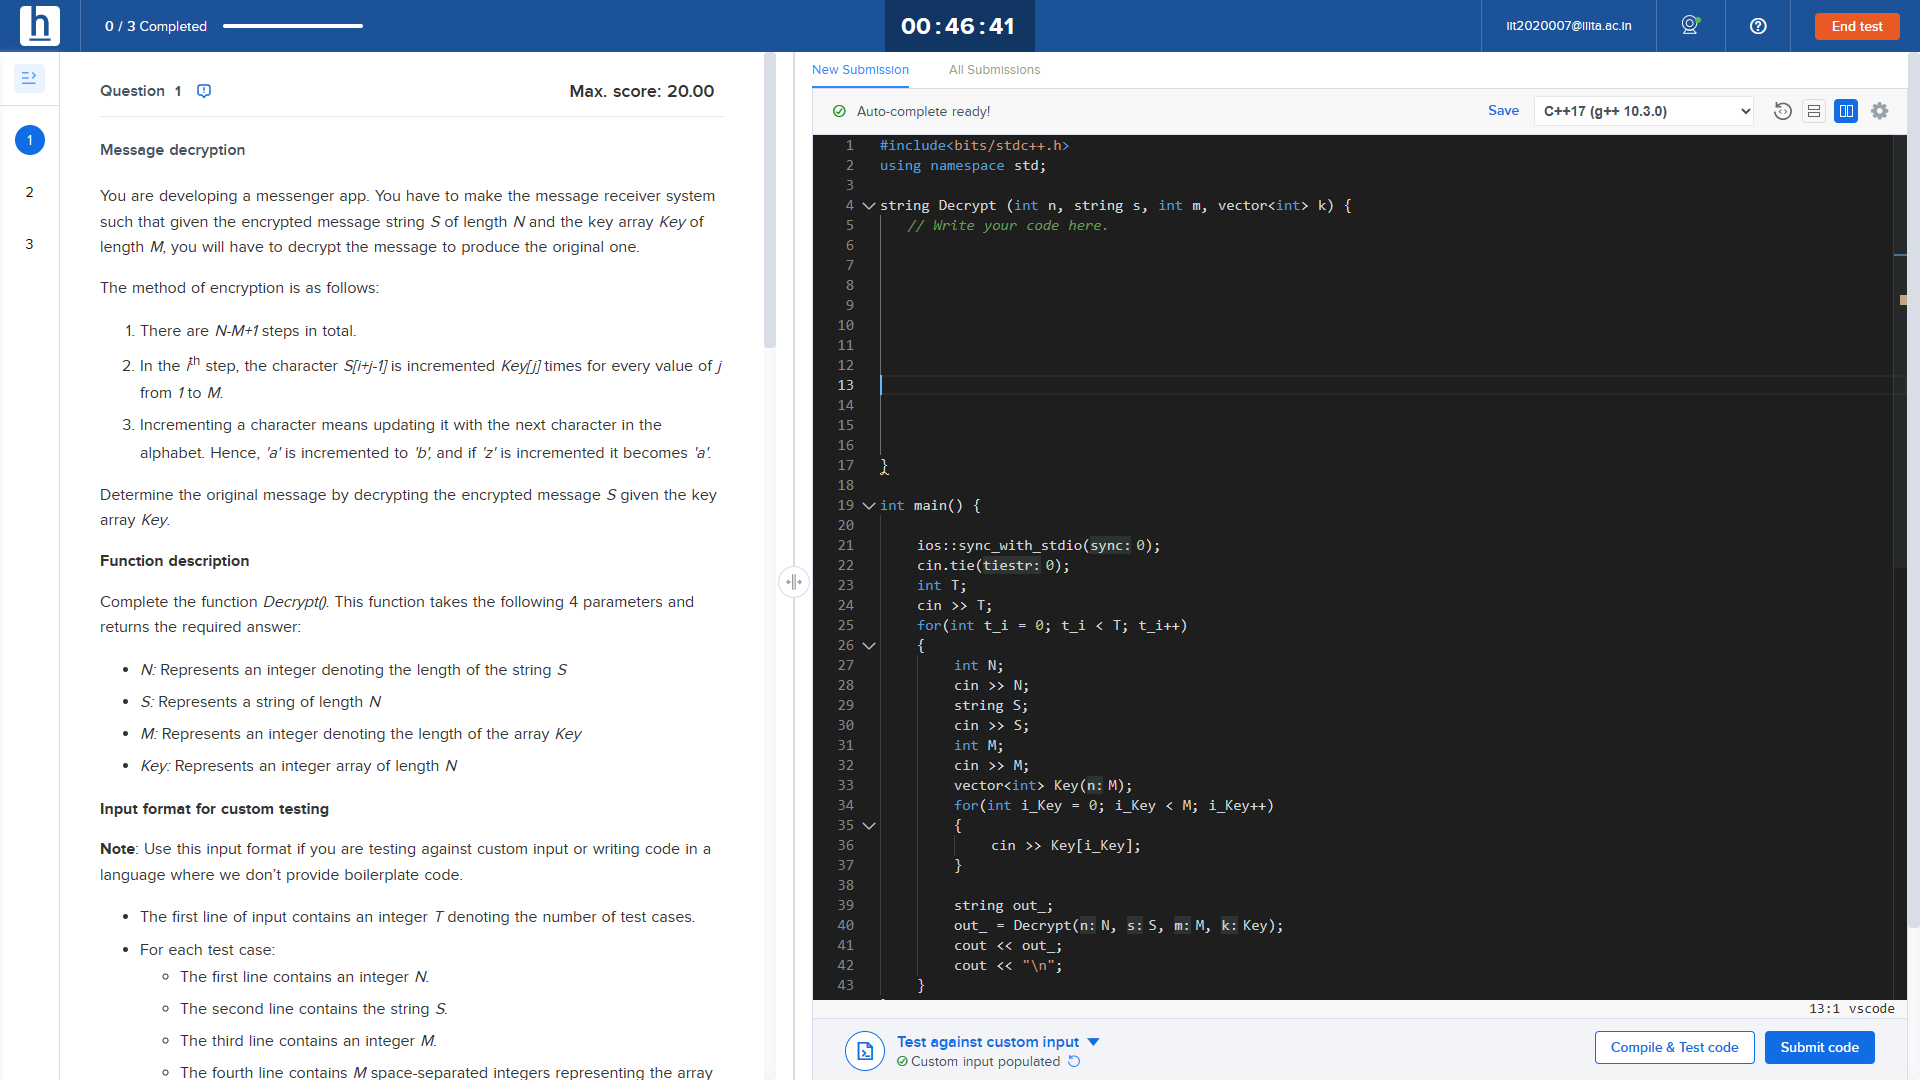 h
0 / 3 Completed
00:46:41
iit2020007@iiita.ac.in
End test
1
2
3
Question 1
Max. score: 20.00
Message decryption
You are developing a messenger app. You have to make the message receiver system
such that given the encrypted message string S of length N and the key array Key of
length M, you will have to decrypt the message to produce the original one.
The method of encryption is as follows:
1. There are N-M+1 steps in total.
2. In the ith step, the character S[i+j-1] is incremented Key[j] times for every value of j
from 1 to M.
3. Incrementing a character means updating it with the next character in the
alphabet. Hence, 'a' is incremented to 'b', and if 'z' is incremented it becomes 'a'.
Determine the original message by decrypting the encrypted message S given the key
array Key.
Function description
Complete the function Decrypt(). This function takes the following 4 parameters and
returns the required answer:
• N: Represents an integer denoting the length of the string S
• S: Represents a string of length N
• M: Represents an integer denoting the length of the array Key
• Key: Represents an integer array of length N
Input format for custom testing
Note: Use this input format if you are testing against custom input or writing code in a
language where we don't provide boilerplate code.
• The first line of input contains an integer T denoting the number of test cases.
• For each test case:
◦ The first line contains an integer N.
◦ The second line contains the string S.
◦ The third line contains an integer M.
◦ The fourth line contains M space-separated integers representing the array
New Submission All Submissions
Auto-complete ready!
Save
C++17 (g++ 10.3.0)
1 #include<bits/stdc++.h>
2 using namespace std;
3
4 string Decrypt (int n, string s, int m, vector<int> k) {
5 // Write your code here.
6
7
8
9
10
11
12
13
14
15
16
17 }
18
19 int main() {
20
21 ios::sync_with_stdio(sync: 0);
22 cin.tie(tiestr: 0);
23 int T;
24 cin >> T;
25 for(int t_i = 0; t_i < T; t_i++)
26 {
27 int N;
28 cin >> N;
29 string S;
30 cin >> S;
31 int M;
32 cin >> M;
33 vector<int> Key(n: M);
34 for(int i_Key = 0; i_Key < M; i_Key++)
35 {
36 cin >> Key[i_Key];
37 }
38
39 string out_;
40 out_ = Decrypt(n: N, s: S, m: M, k: Key);
41 cout << out_;
42 cout << "\n";
43 }
13:1 vscode
Test against custom input
Custom input populated
Compile & Test code
Submit code